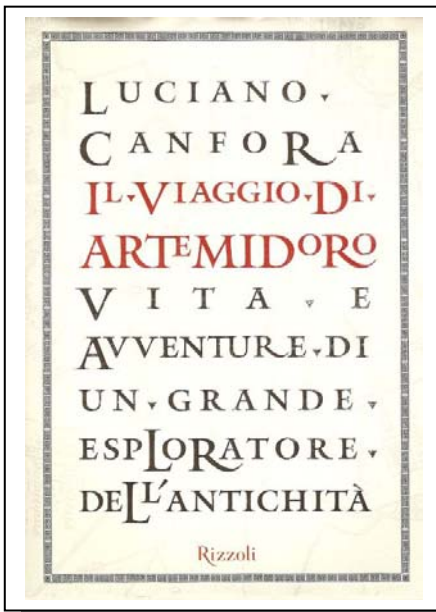 LUCIANO
CANFORA
IL VIAGGIO DI
ARTEMIDORO
VITA E
AVVENTURE DI
UN GRANDE
ESPLORATORE
DELL'ANTICHITÀ
Rizzoli